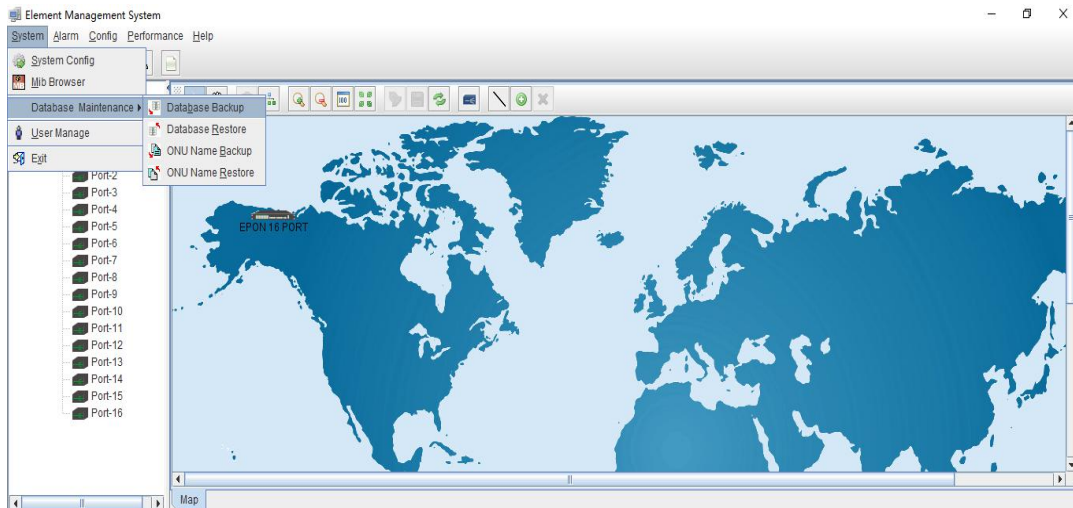 Element Management System
System Alarm Config Performance Help
System Config
Mib Browser
Database Maintenance
Database Backup
Database Restore
ONU Name Backup
ONU Name Restore
User Manage
Exit
100
Port-2
Port-3
Port-4
Port-5
Port-6
Port-7
Port-8
Port-9
Port-10
Port-11
Port-12
Port-13
Port-14
Port-15
Port-16
EPON 16 PORT
Map